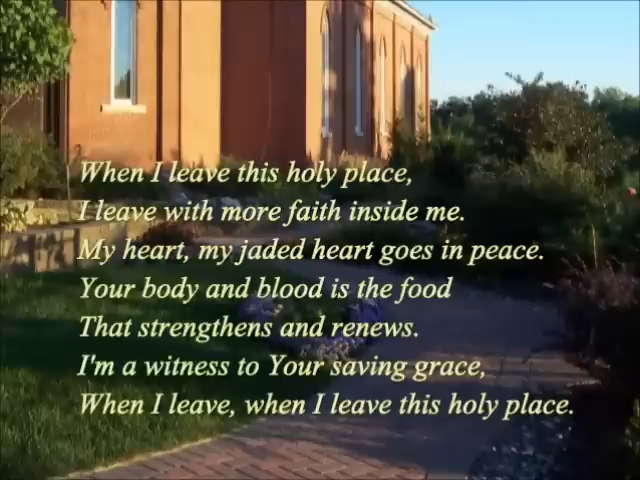 When I leave this holy place,
I leave with more faith inside me.
My heart, my jaded heart goes in peace.
Your body and blood is the food
That strengthens and renews.
I'm a witness to Your saving grace,
When I leave, when I leave this holy place.